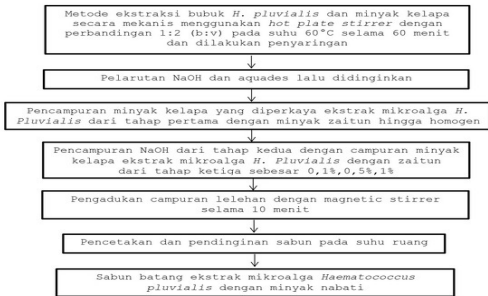 Metode ekstraksi bubuk H. pluvialis dan minyak kelapa
secara mekanis menggunakan hot plate stirrer dengan
perbandingan 1:2 (b:v) pada suhu 60°C selama 60 menit
dan dilakukan penyaringan
Pelarutan NaOH dan aquades lalu didinginkan
Pencampuran minyak kelapa yang diperkaya ekstrak mikroalga H.
Pluvialis dari tahap pertama dengan minyak zaitun hingga homogen
Pencampuran NaOH dari tahap kedua dengan campuran minyak
kelapa ekstrak mikroalga H. Pluvialis dengan zaitun
dari tahap ketiga sebesar 0,1%,0,5%,1%
Pengadukan campuran lelehan dengan magnetic stirrer
selama 10 menit
Pencetakan dan pendinginan sabun pada suhu ruang
Sabun batang ekstrak mikroalga Haematococcus
pluvialis dengan minyak nabati